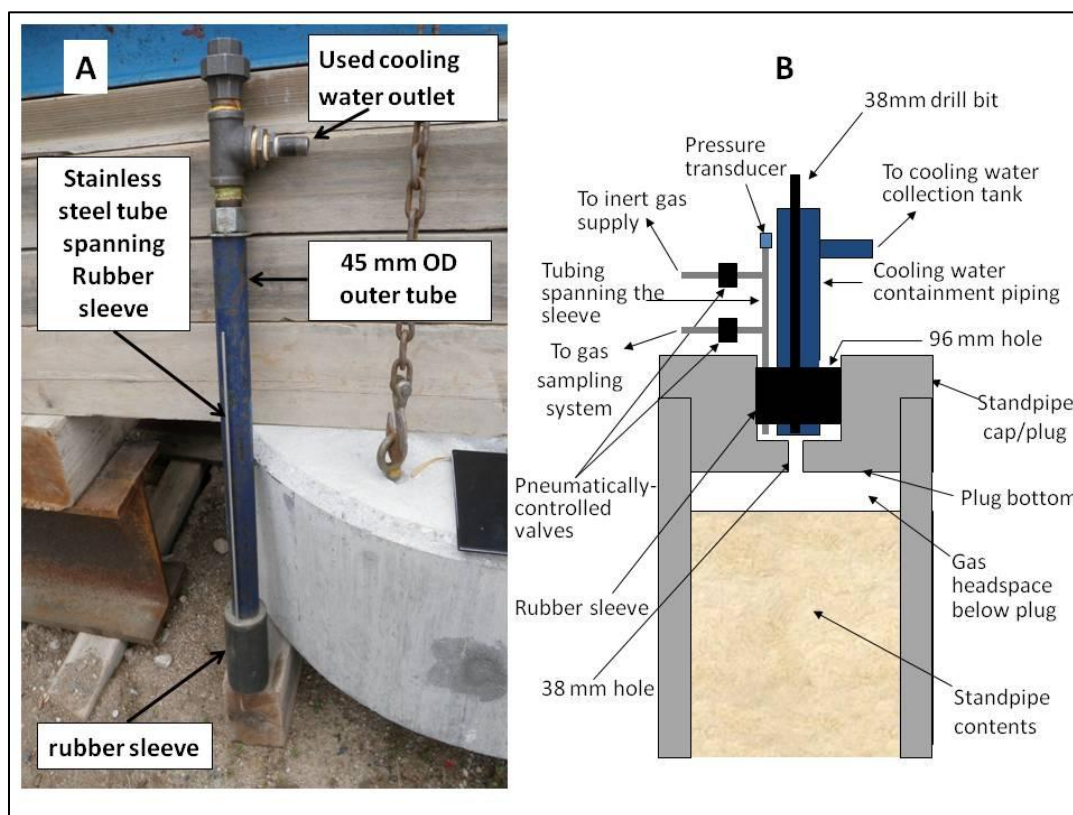 A
Used cooling
water outlet
Stainless
steel tube
spanning
Rubber
sleeve
45 mm OD
outer tube
rubber sleeve
B
38mm drill bit
Pressure
transducer
To cooling water
collection tank
To inert gas
supply
Tubing
spanning the
sleeve
Cooling water
containment piping
96 mm hole
To gas
sampling
system
Standpipe
cap/plug
Pneumatically-
controlled
valves
Plug bottom
Gas
headspace
below plug
Rubber sleeve
38 mm hole
Standpipe
contents